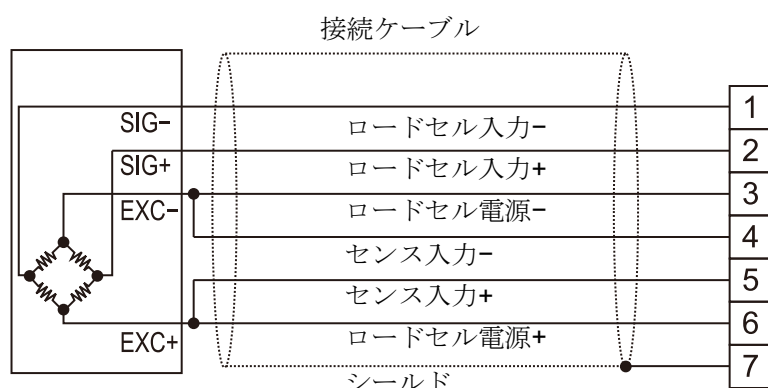 接続ケーブル
SIG-
ロードセル入力-
1
SIG+
ロードセル入力+
2
EXC-
ロードセル電源-
3
センス入力-
4
センス入力+
5
EXC+
ロードセル電源+
6
シールド
7